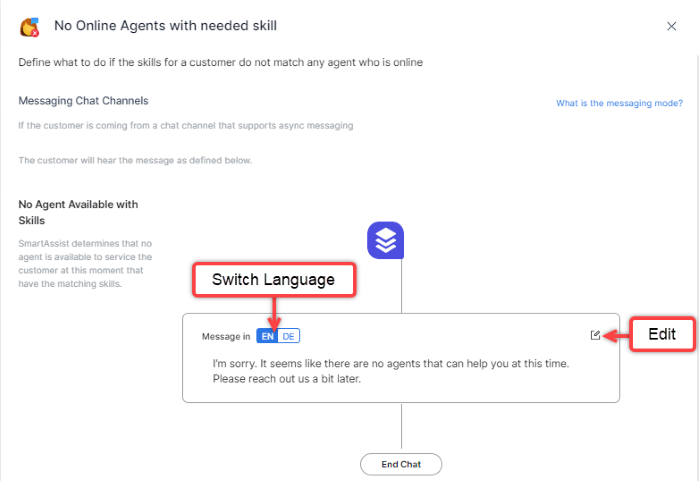 No Online Agents with needed skill
Define what to do if the skills for a customer do not match any agent who is online
Messaging Chat Channels
What is the messaging mode?
If the customer is coming from a chat channel that supports async messaging
The customer will hear the message as defined below.
No Agent Available with
Skills
SmartAssist determines that no
agent is available to service the
customer at this moment that
have the matching skills.
Switch Language
Message in EN DE
Edit
I'm sorry. It seems like there are no agents that can help you at this time.
Please reach out us a bit later.
End Chat